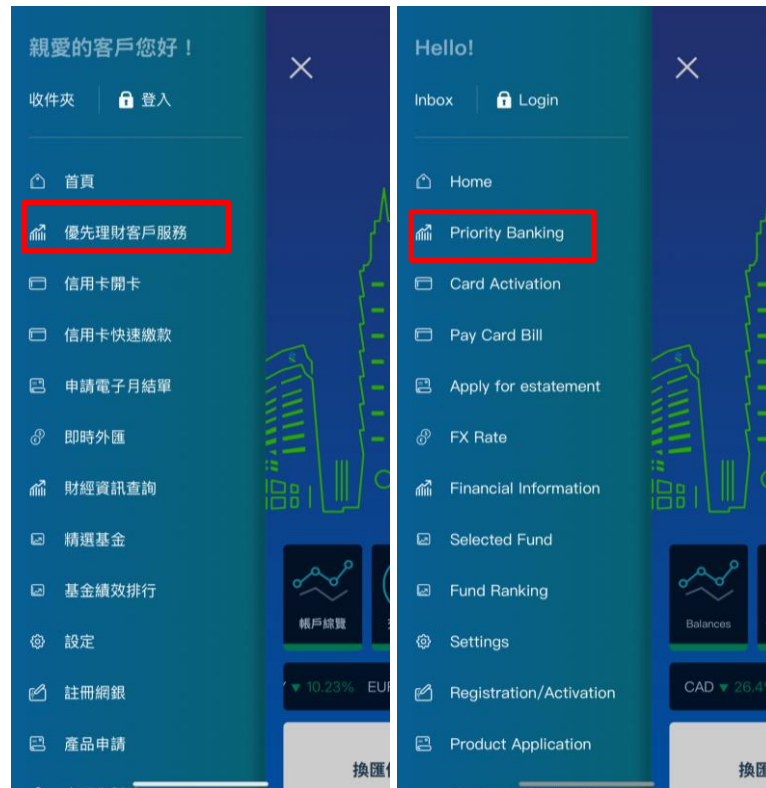 親愛的客戶您好！
收件夾
登入
首頁
優先理財客戶服務
信用卡開卡
信用卡快速繳款
申請電子月結單
即時外匯
財經資訊查詢
精選基金
基金績效排行
設定
註冊網銀
產品申請
帳戶綜覽
▼ 10.23% EUR
換匯
Hello!
Inbox
Login
Home
Priority Banking
Card Activation
Pay Card Bill
Apply for estatement
FX Rate
Financial Information
Selected Fund
Fund Ranking
Settings
Registration/Activation
Product Application
Balances
CAD ▼ 26.4
換匯